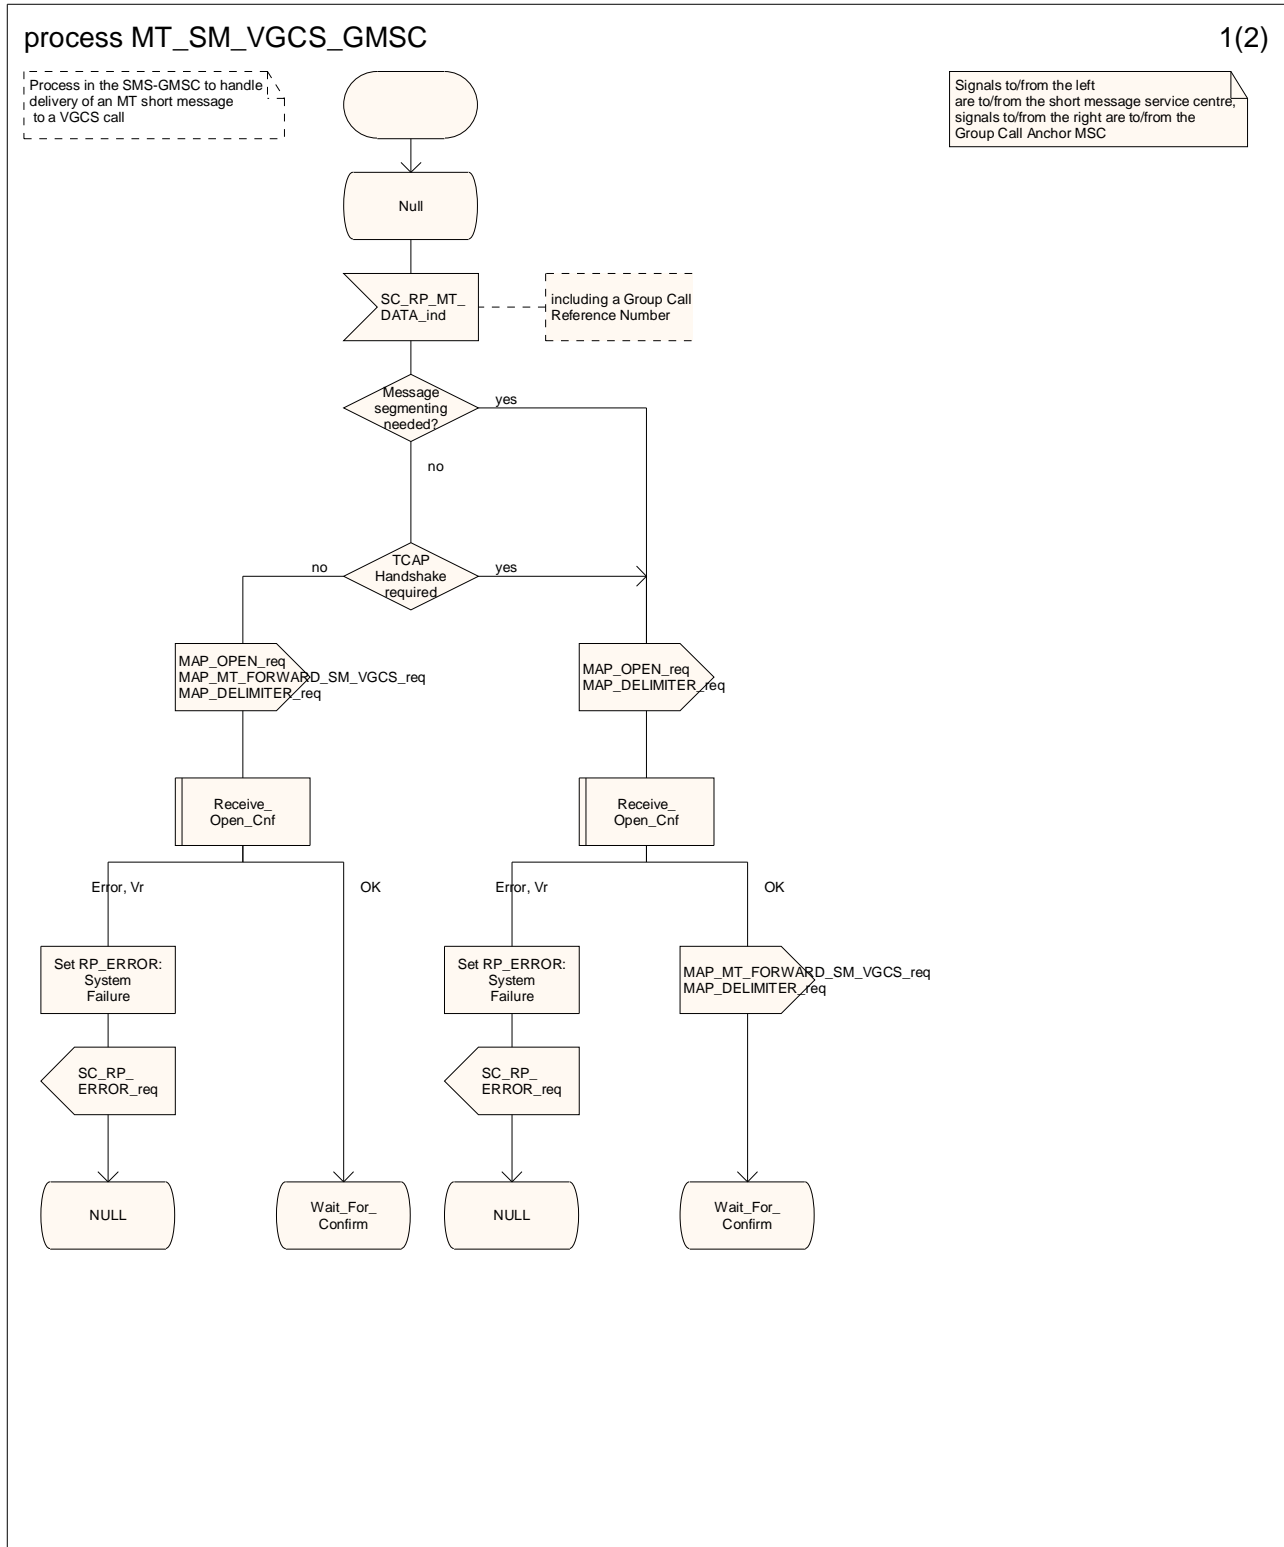 process MT_SM_VGCS_GMSC
1(2)
Process in the SMS-GMSC to handle
delivery of an MT short message
to a VGCS call
Signals to/from the left
are to/from the short message service centre,
signals to/from the right are to/from the
Group Call Anchor MSC
Null
SC_RP_MT_
DATA_ind
including a Group Call
Reference Number
Message
segmenting
needed?
yes
no
TCAP
Handshake
required
no
yes
MAP_OPEN_req
MAP_MT_FORWARD_SM_VGCS_req
MAP_DELIMITER_req
MAP_OPEN_req
MAP_DELIMITER_req
Receive_
Open_Cnf
Receive_
Open_Cnf
Error, Vr
OK
Error, Vr
OK
Set RP_ERROR:
System
Failure
Set RP_ERROR:
System
Failure
MAP_MT_FORWARD_SM_VGCS_req
MAP_DELIMITER_req
SC_RP_
ERROR_req
SC_RP_
ERROR_req
NULL
Wait_For_
Confirm
NULL
Wait_For_
Confirm